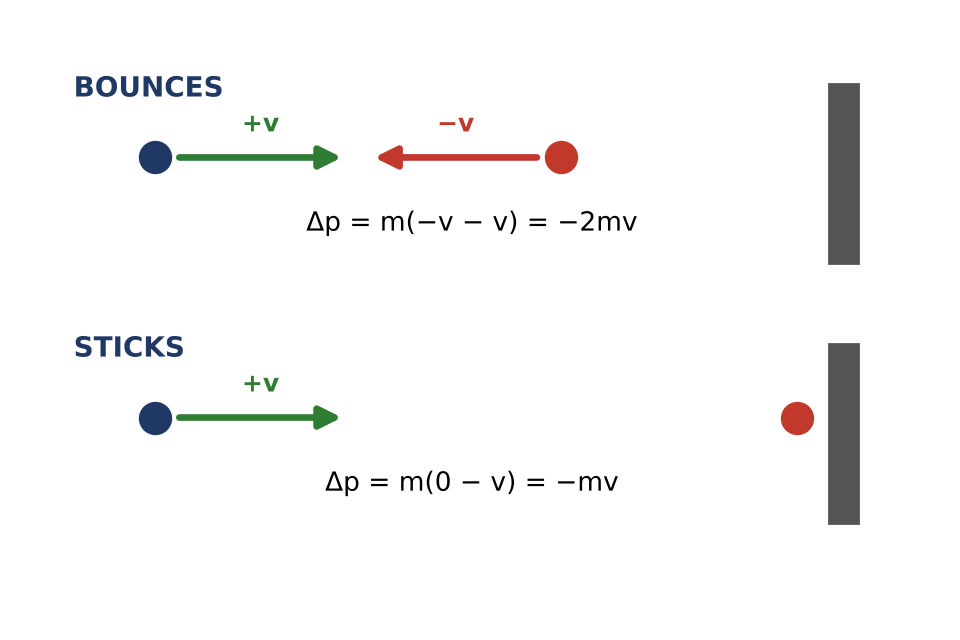 BOUNCES
+v
−v
Δp = m(−v − v) = −2mv
STICKS
+v
Δp = m(0 − v) = −mv